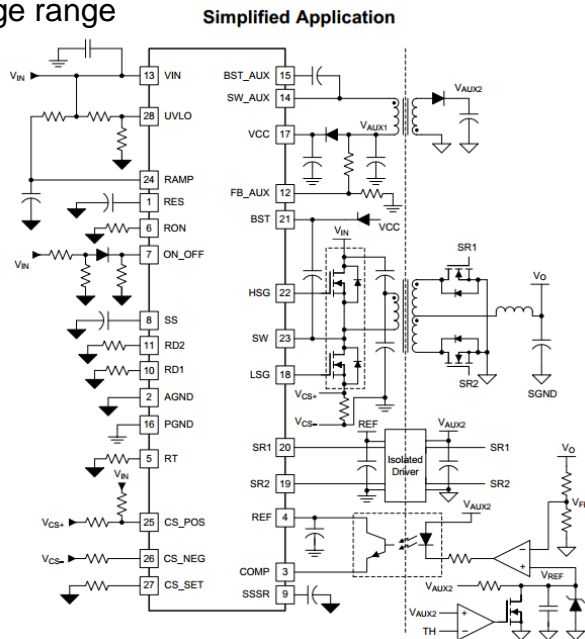 ge range
Simplified Application
VIN
13 VIN
BST_AUX 15
SW_AUX 14
VAUX2
28 UVLO
VCC 17
VAUX1
24 RAMP
FB_AUX 12
1 RES
BST 21
VCC
6 RON
VIN
SR1
7 ON_OFF
VIN
HSG 22
VO
8 SS
SW 23
11 RD2
LSG 18
10 RD1
VCS+
SR2
SGND
2 AGND
VCS-
16 PGND
REF
VAUX2
5 RT
SR1 20
SR1
Isolated
Driver
VIN
SR2 19
SR2
VO
REF 4
VAUX2
VCS+
25 CS_POS
VCS-
26 CS_NEG
COMP 3
VAUX2
VREF
27 CS_SET
SSSR 9
VAUX2
TH